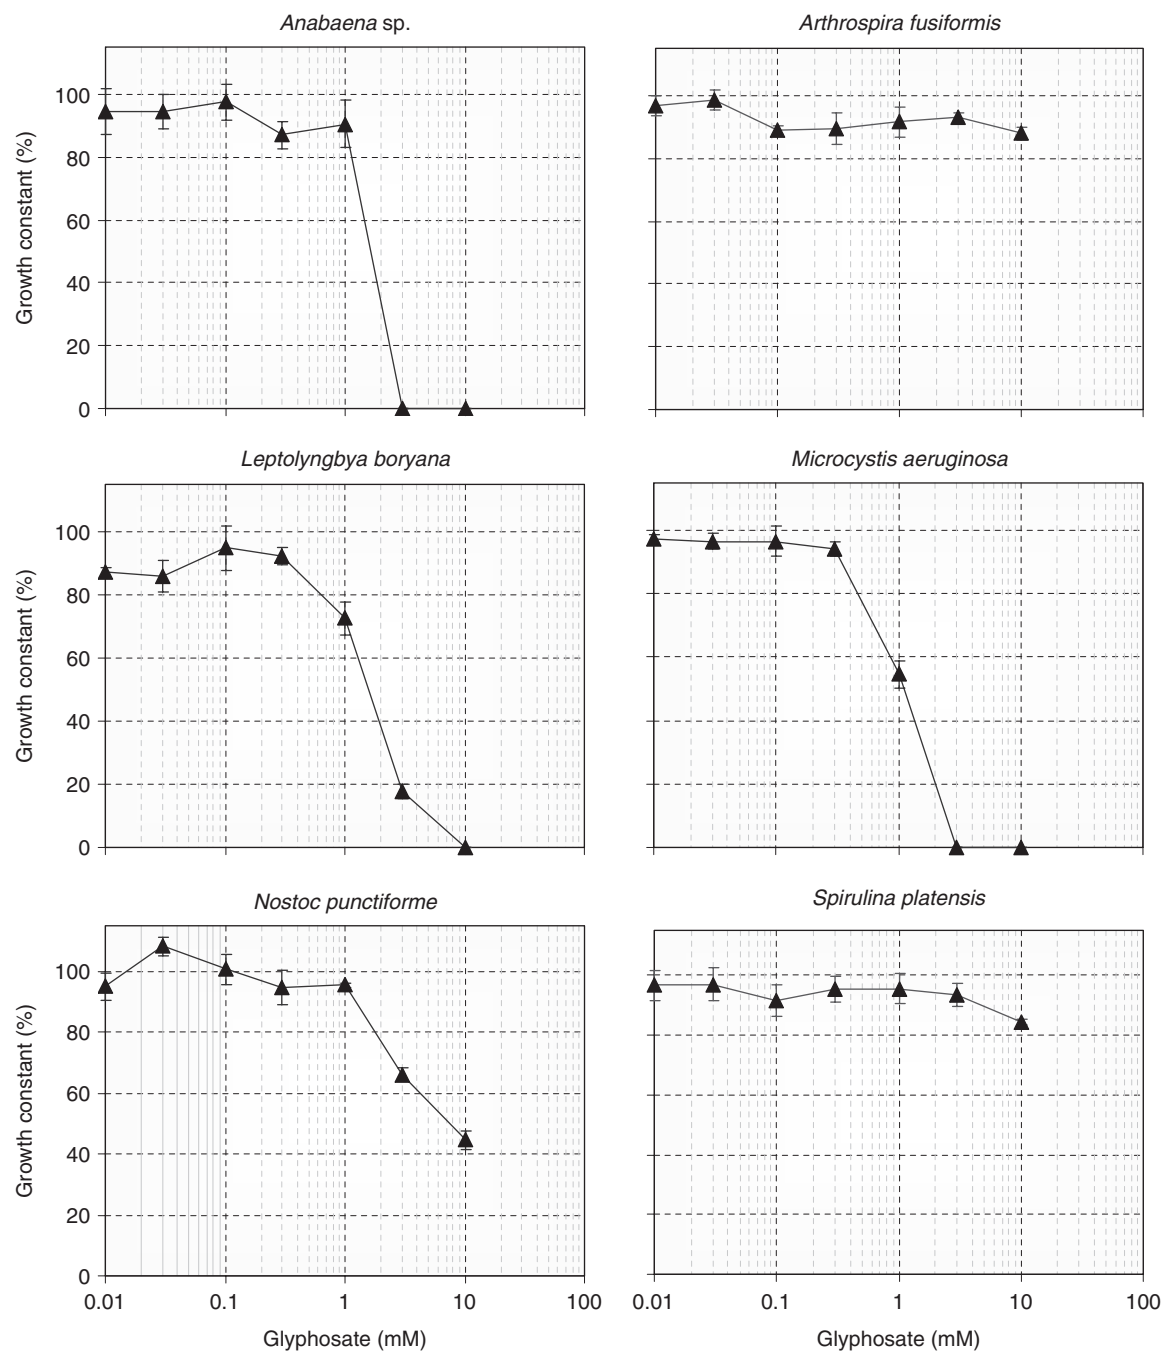 Anabaena sp.
Arthrospira fusiformis
Growth constant (%)
100
80
60
40
20
0
Leptolyngbya boryana
Microcystis aeruginosa
Growth constant (%)
100
80
60
40
20
0
Nostoc punctiforme
Spirulina platensis
Growth constant (%)
100
80
60
40
20
0
0.01 0.1 1 10 100
0.01 0.1 1 10 100
Glyphosate (mM)
Glyphosate (mM)